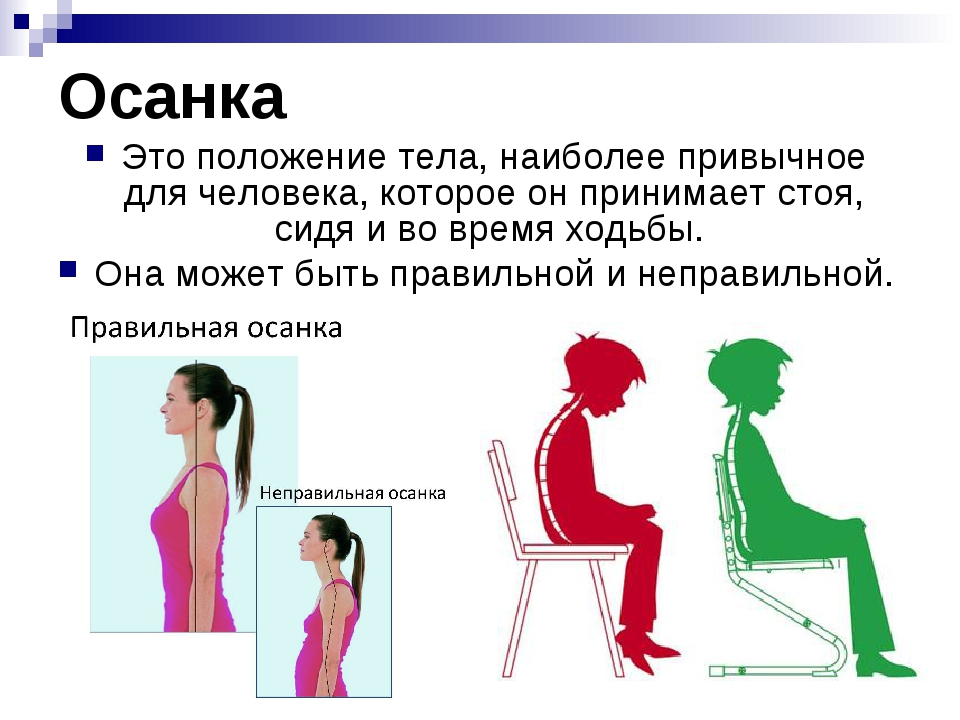 Осанка
Это положение тела, наиболее привычное
для человека, которое он принимает стоя,
сидя и во время ходьбы.
Она может быть правильной и неправильной.
Правильная осанка
Неправильная осанка